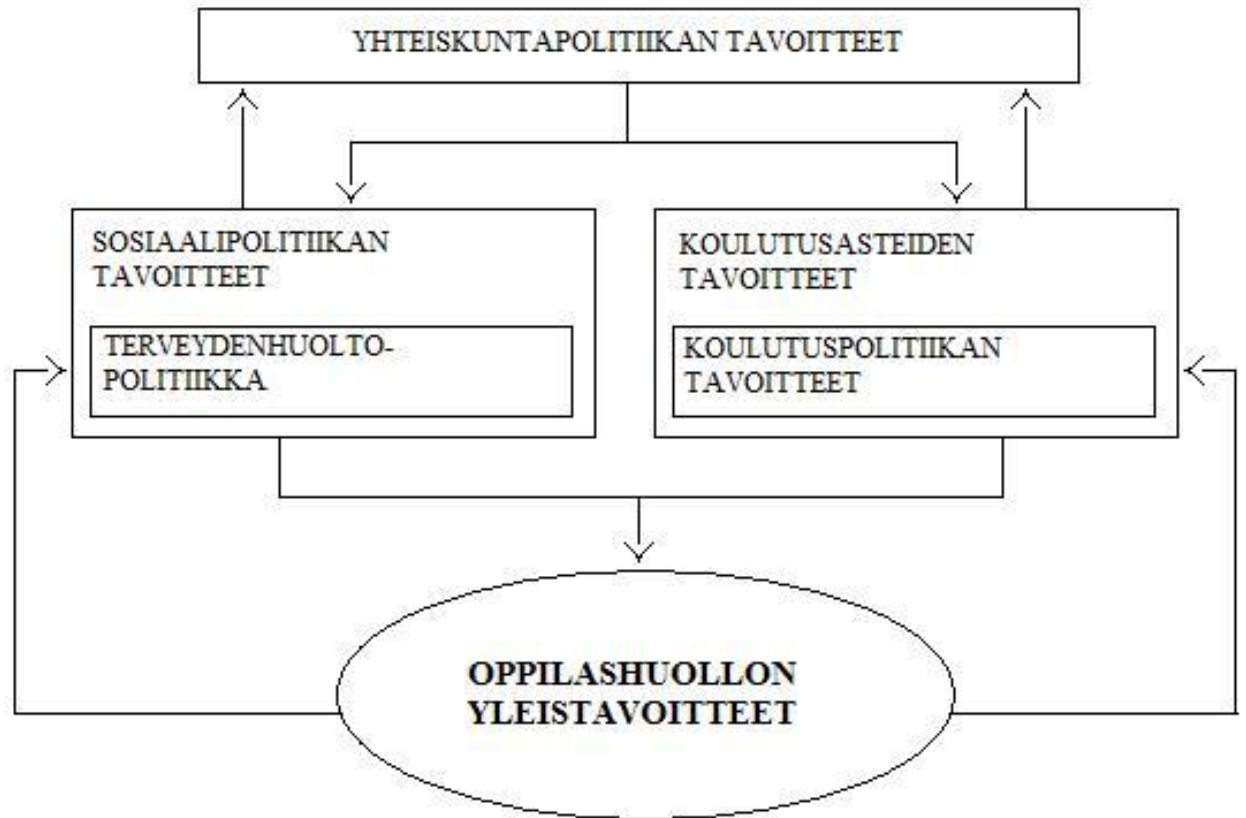 YHTEISKUNTAPOLITIIKAN TAVOITTEET
SOSIAALIPOLITIIKAN
TAVOITTEET
TERVEYDENHUOLTO-
POLITIIKKA
KOULUTUSASTEIDEN
TAVOITTEET
KOULUTUSPOLITIIKAN
TAVOITTEET
OPPILASHUOLLON
YLEISTAVOITTEET